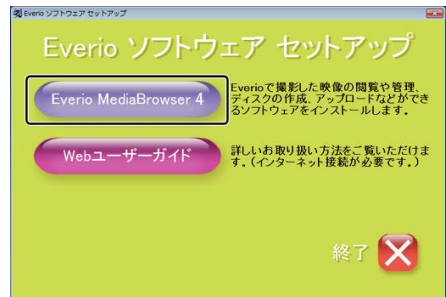 Everio ソフトウェア セットアップ
Everio ソフトウェア セットアップ
Everio MediaBrowser 4
Everioで撮影した映像の閲覧や管理、
ディスクの作成、アップロードなどができ
るソフトウェアをインストールします。
Webユーザーガイド
詳しいお取り扱い方法をご覧いただけま
す。(インターネット接続が必要です。)
終了